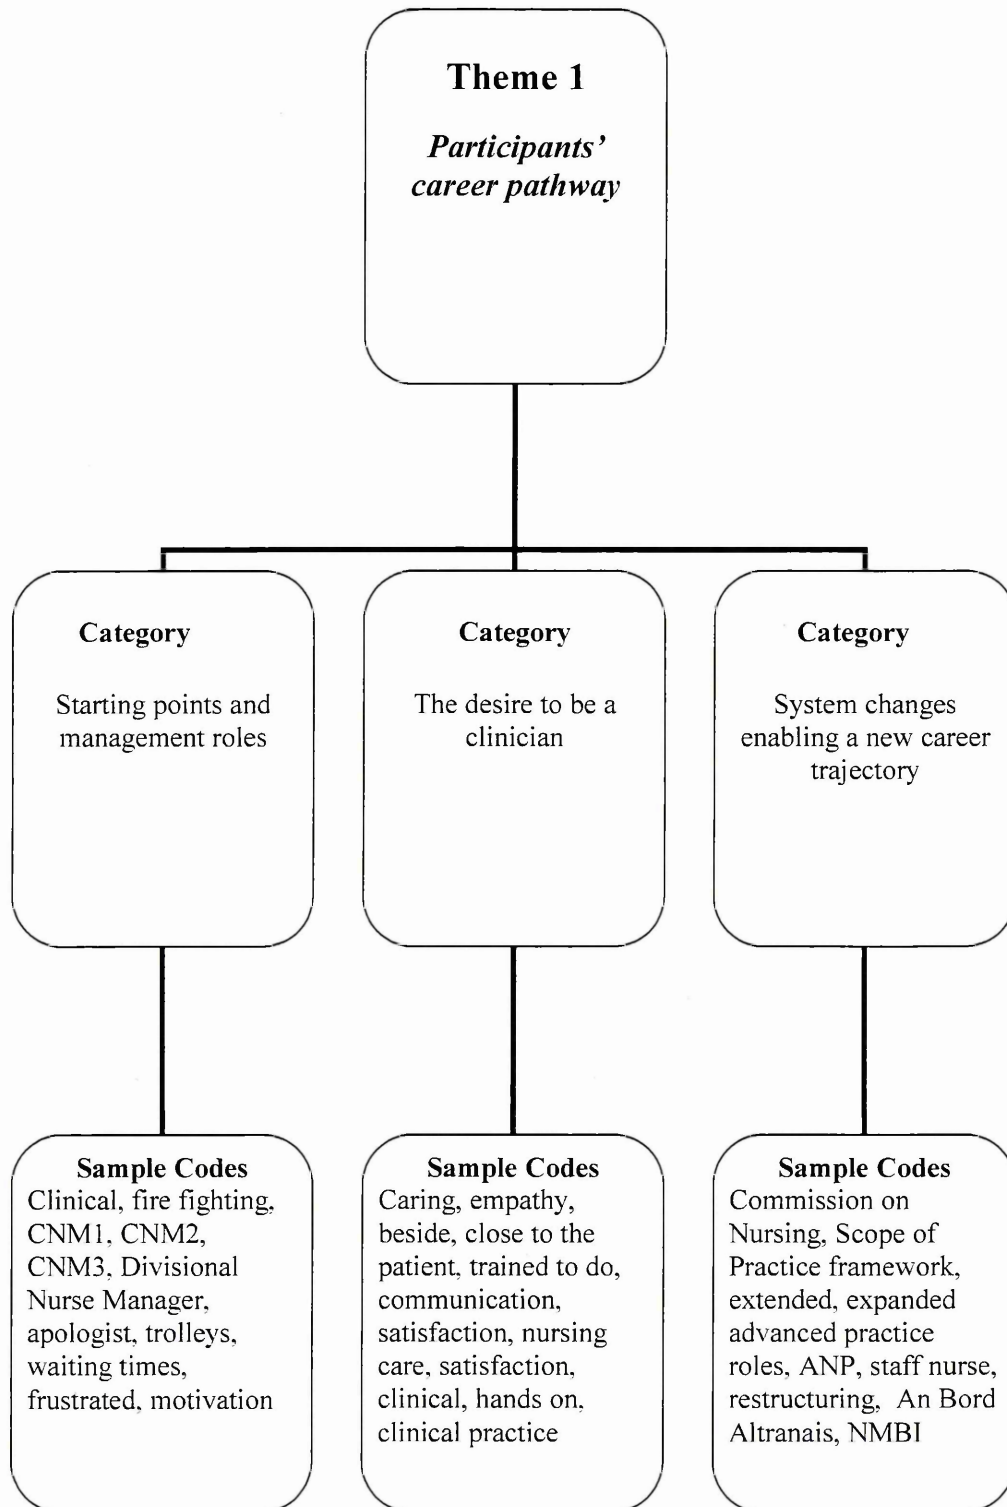 Theme 1
Participants'
career pathway
Category
Starting points and
management roles
Category
The desire to be a
clinician
Category
System changes
enabling a new career
trajectory
Sample Codes
Clinical, fire fighting,
CNM1, CNM2,
CNM3, Divisional
Nurse Manager,
apologist, trolleys,
waiting times,
frustrated, motivation
Sample Codes
Caring, empathy,
beside, close to the
patient, trained to do,
communication,
satisfaction, nursing
care, satisfaction,
clinical, hands on,
clinical practice
Sample Codes
Commission on
Nursing, Scope of
Practice framework,
extended, expanded
advanced practice
roles, ANP, staff nurse,
restructuring, An Bord
Altranais, NMBI